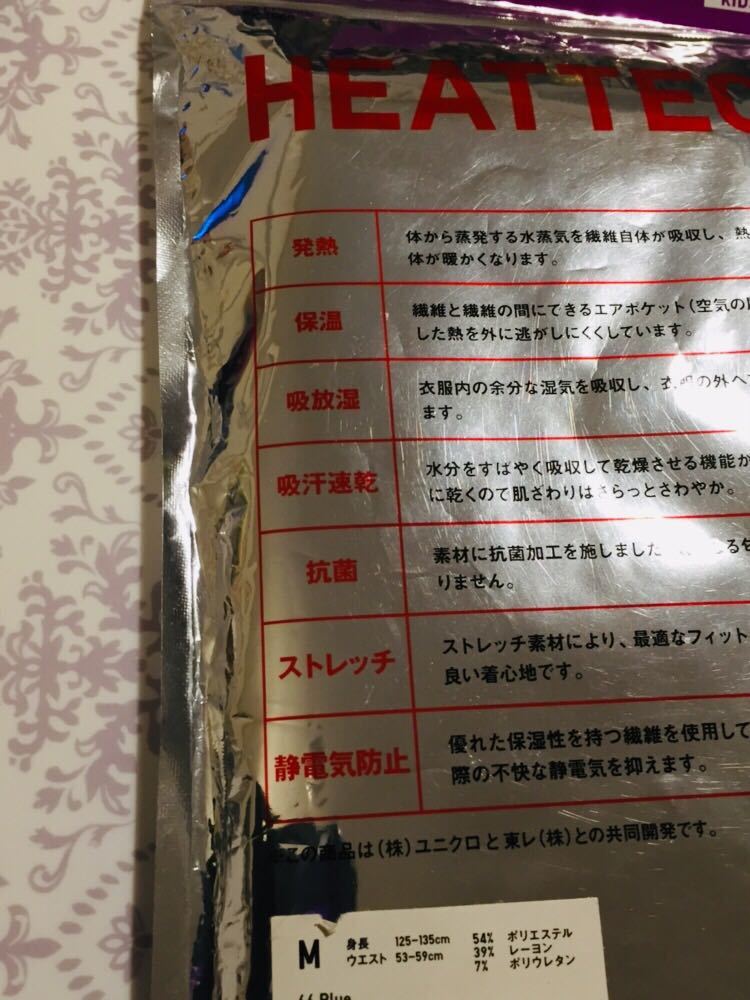 KID
HEATTEC
発熱
体から蒸発する水蒸気を繊維自体が吸収し、熱
体が暖かくなります。
保温
繊維と繊維の間にできるエアポケット(空気の
した熱を外に逃がしにくくしています。
吸放湿
衣服内の余分な湿気を吸収し、衣服の外へ
ます。
吸汗速乾
水分をすばやく吸収して乾燥させる機能が
に乾くので肌ざわりはさらっとさわやか。
抗菌
素材に抗菌加工を施しました
りません。
ストレッチ
ストレッチ素材により、最適なフィット
良い着心地です。
静電気防止
優れた保湿性を持つ繊維を使用して
際の不快な静電気を抑えます。
この商品は(株)ユニクロと東レ(株)との共同開発です。
M 身長 125-135cm 54% ポリエステル
ウエスト 53-59cm 39% レーヨン
7% ポリウレタン
66 Blue